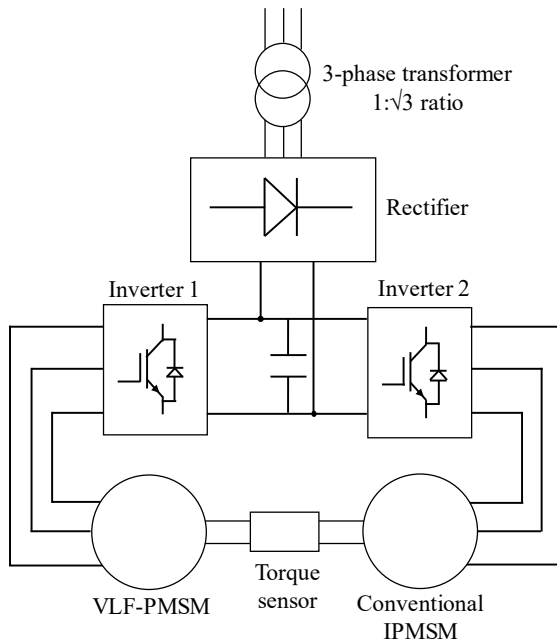 3-phase transformer
1:√3 ratio
Rectifier
Inverter 1
Inverter 2
Torque
sensor
VLF-PMSM
Conventional
IPMSM